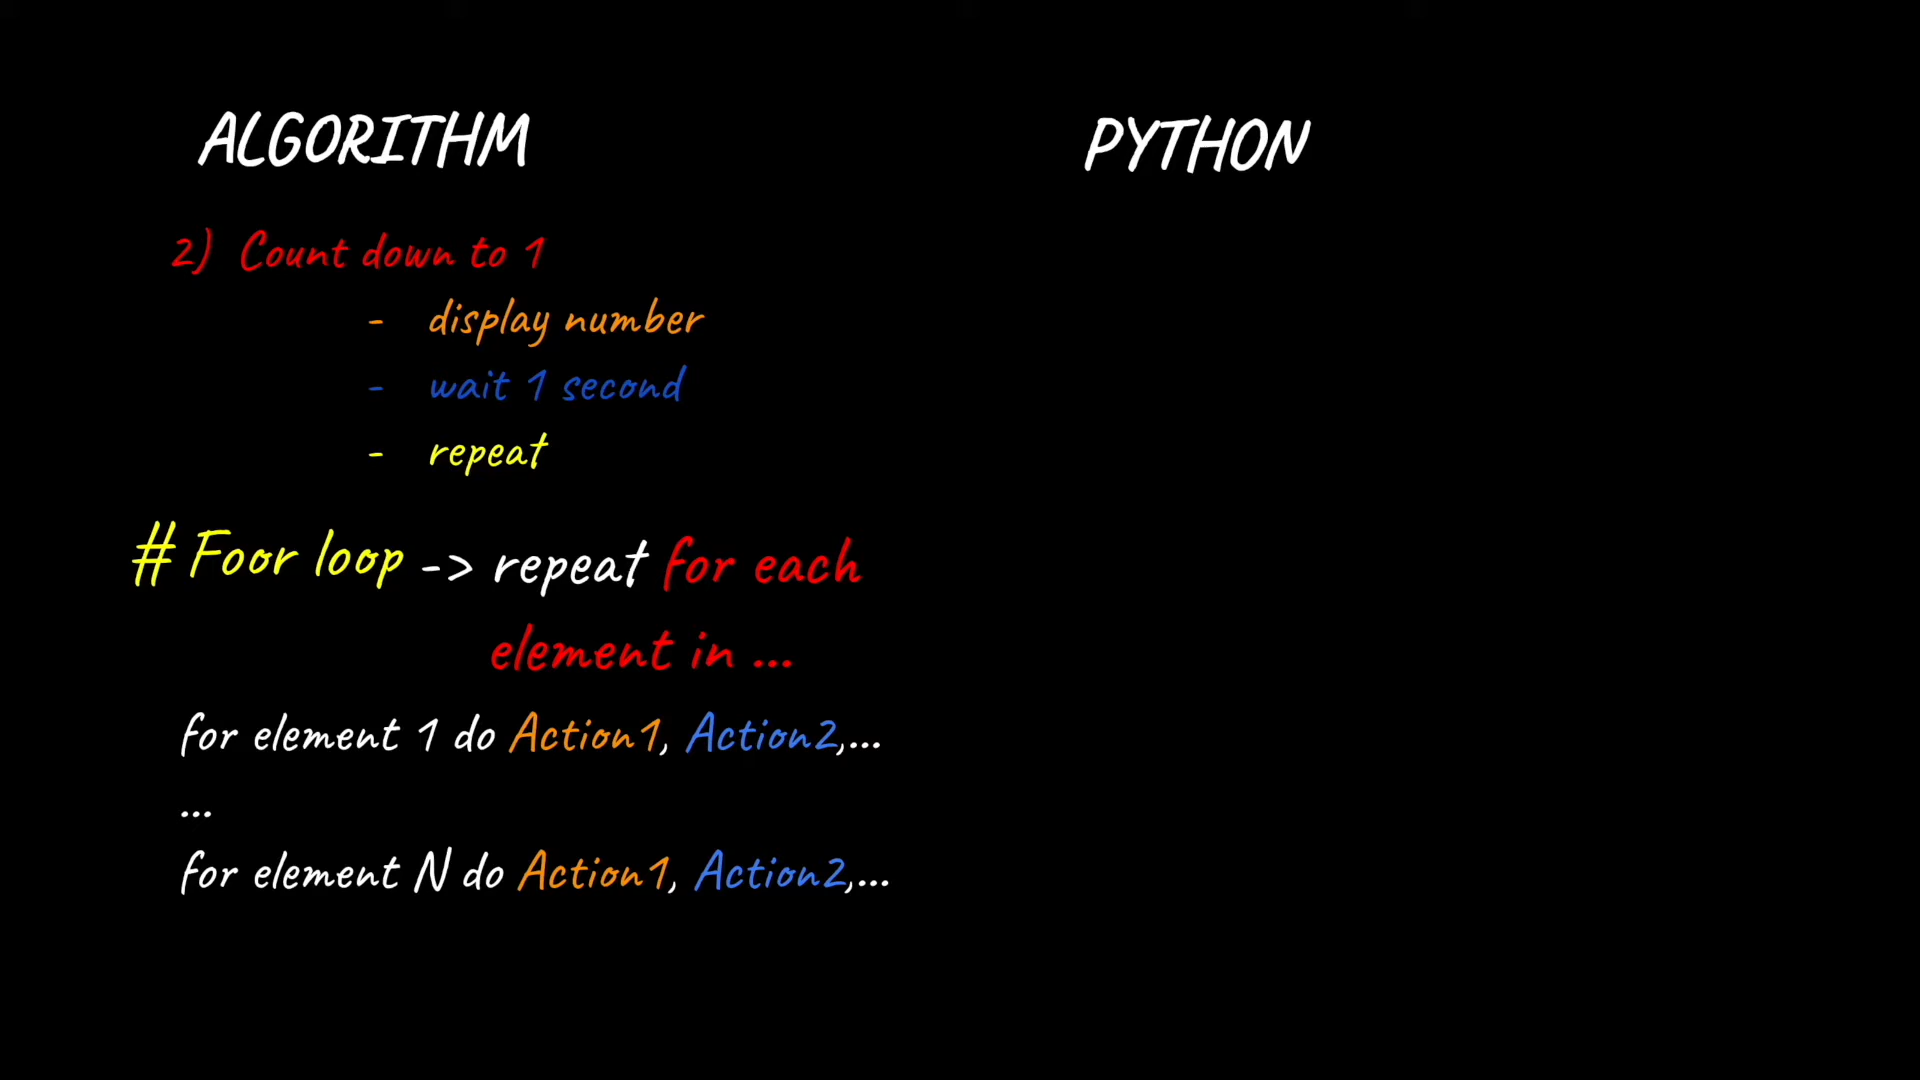 ALGORITHM
PYTHON
2) Count down to 1
- display number
- wait 1 second
- repeat
# Foor loop -> repeat for each
element in ...
for element 1 do Action1, Action2,...
...
for element N do Action1, Action2,...